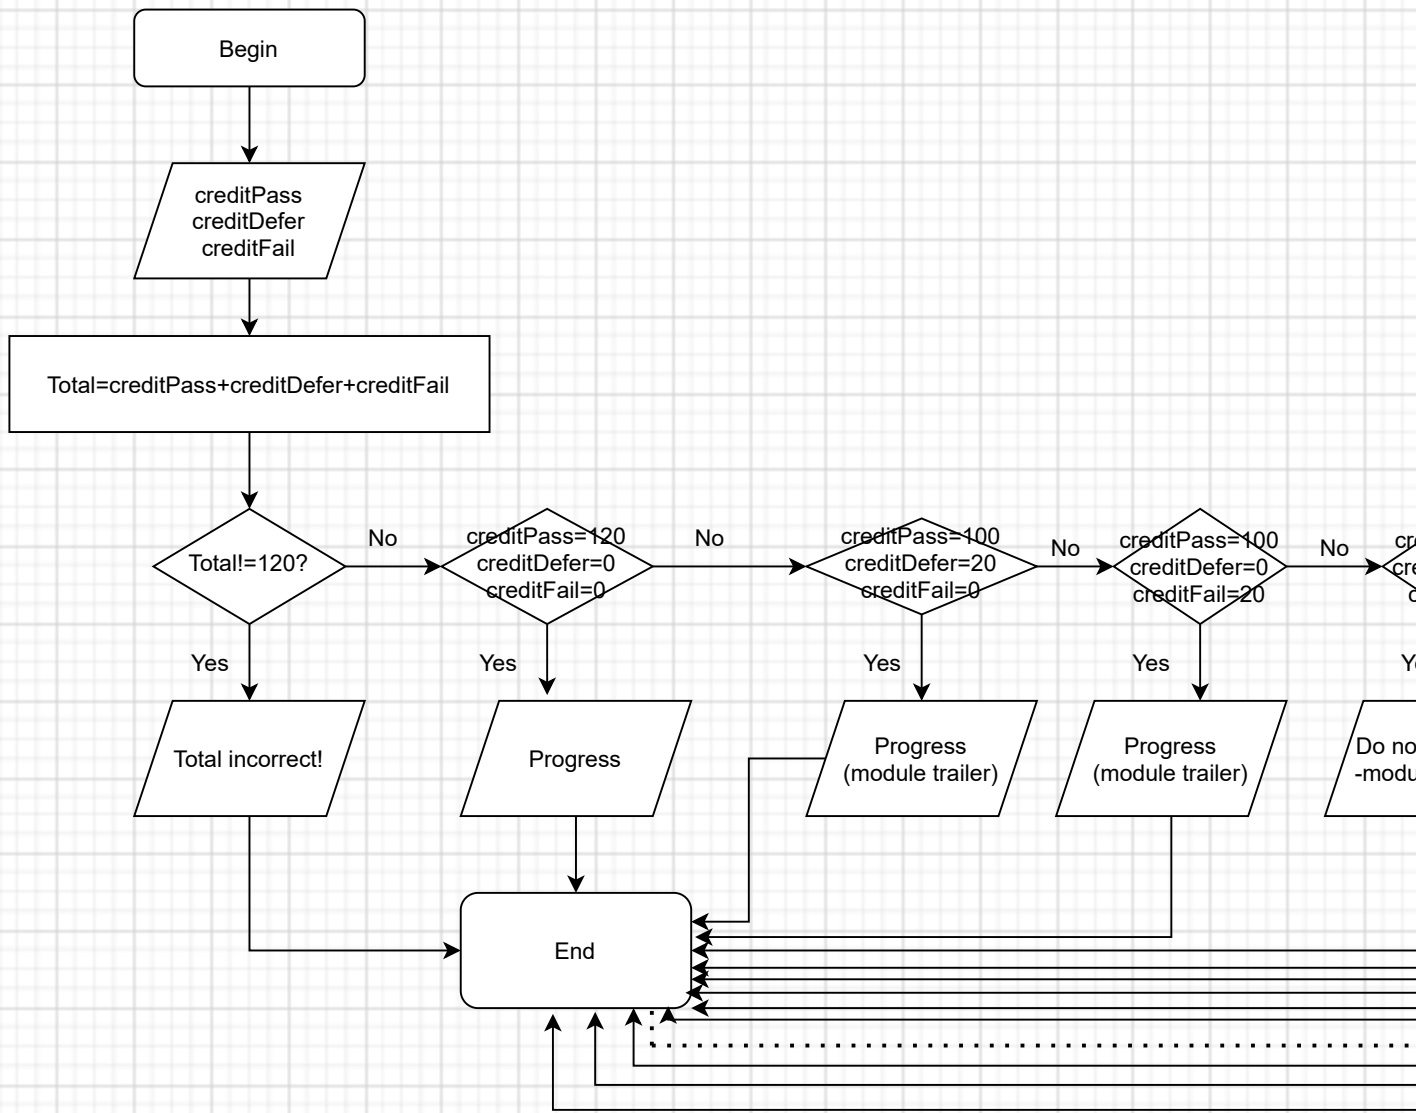 Begin
creditPass
creditDefer
creditFail
Total=creditPass+creditDefer+creditFail
Total!=120?
No
creditPass=120
creditDefer=0
creditFail=0
No
creditPass=100
creditDefer=20
creditFail=0
No
creditPass=100
creditDefer=0
creditFail=20
No
Yes
Yes
Yes
Yes
Total incorrect!
Progress
Progress
(module trailer)
Progress
(module trailer)
Do
End